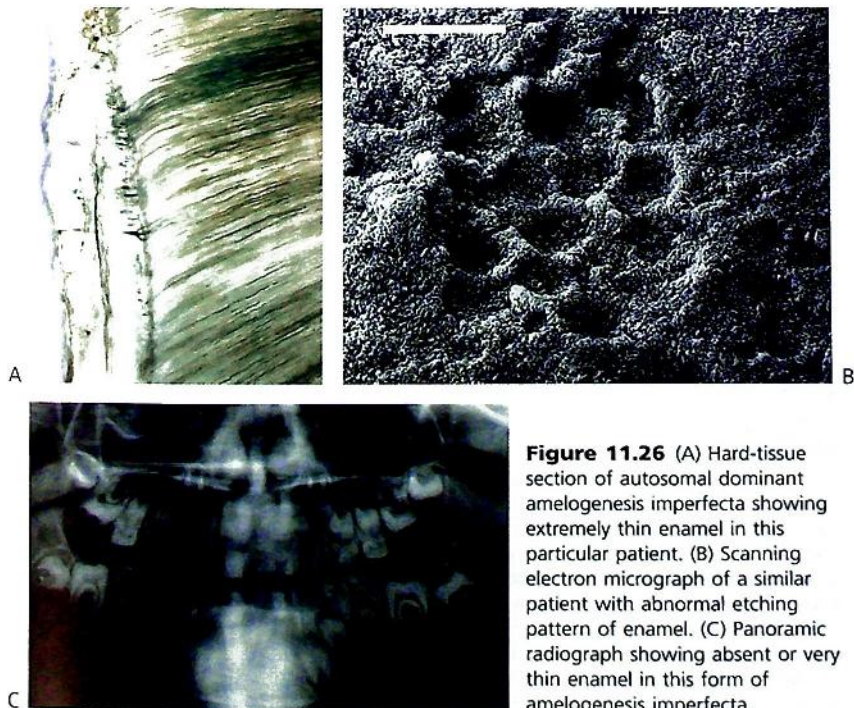 A
B
Figure 11.26 (A) Hard-tissue
section of autosomal dominant
amelogenesis imperfecta showing
extremely thin enamel in this
particular patient. (B) Scanning
electron micrograph of a similar
patient with abnormal etching
pattern of enamel. (C) Panoramic
radiograph showing absent or very
thin enamel in this form of
amelogenesis imperfecta
C